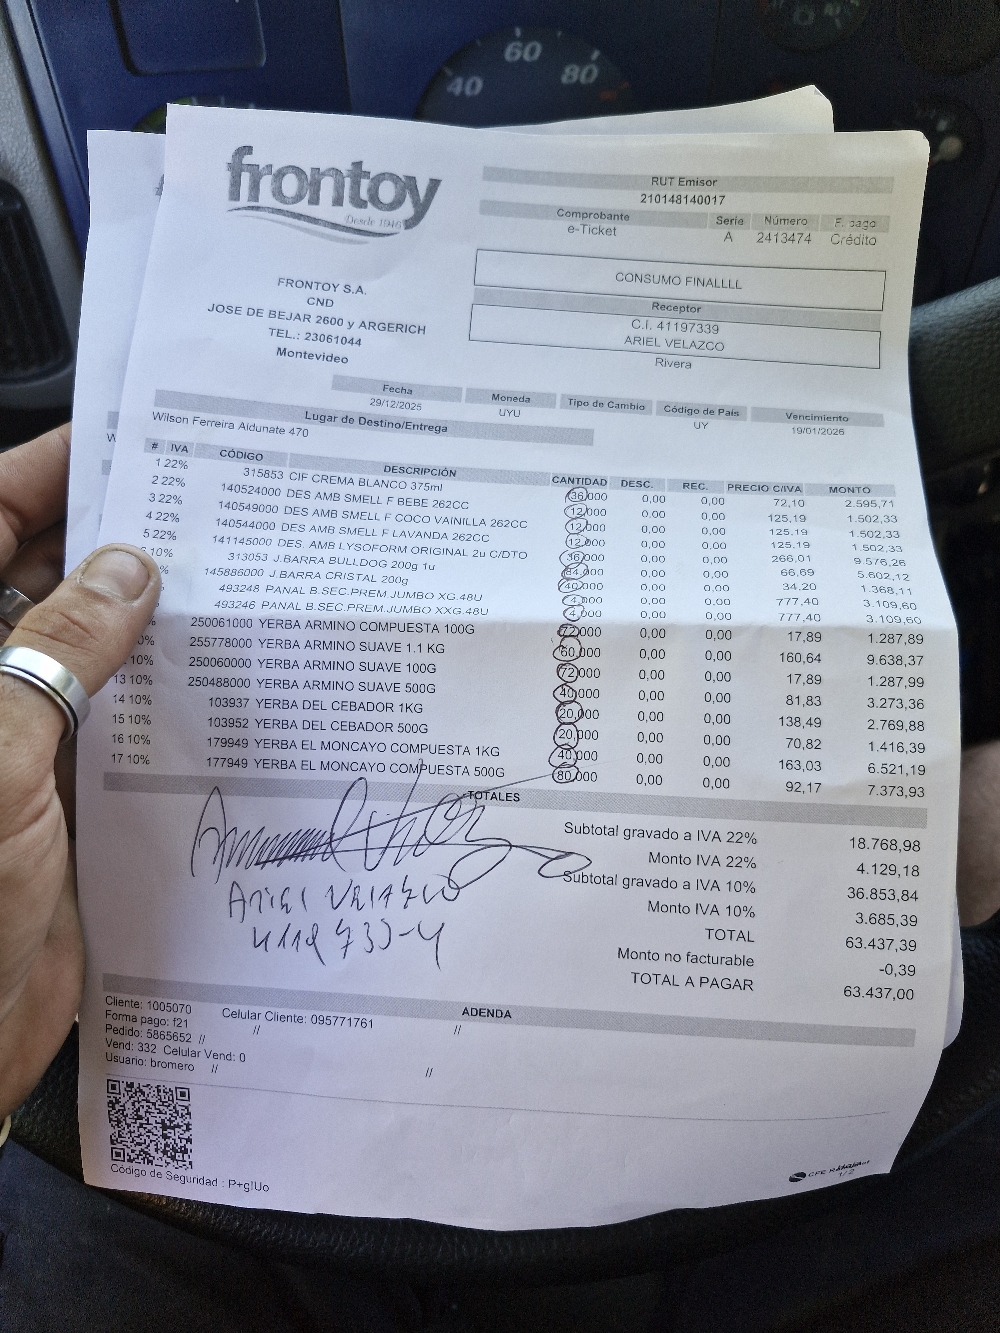 60
40 80
frontoy
Desde 1946
RUT Emisor
210148140017
Comprobante Serie Número F. pago
e-Ticket A 2413474 Crédito
CONSUMO FINALLLL
Receptor
C.I. 41197339
ARIEL VELAZCO
Rivera
FRONTOY S.A.
CND
JOSE DE BEJAR 2600 y ARGERICH
TEL.: 23061044
Montevideo
Fecha Moneda Tipo de Cambio Código de País Vencimiento
29/12/2025 UYU UY 19/01/2026
Lugar de Destino/Entrega
Wilson Ferreira Aldunate 470
# IVA CÓDIGO DESCRIPCIÓN CANTIDAD DESC. REC. PRECIO C/IVA MONTO
1 22% 315853 CIF CREMA BLANCO 375ml 36,000 0,00 0,00 72,10 2.595,71
2 22% 140524000 DES AMB SMELL F BEBE 262CC 12,000 0,00 0,00 125,19 1.502,33
3 22% 140549000 DES AMB SMELL F COCO VAINILLA 262CC 12,000 0,00 0,00 125,19 1.502,33
4 22% 140544000 DES AMB SMELL F LAVANDA 262CC 12,000 0,00 0,00 125,19 1.502,33
5 22% 141145000 DES. AMB LYSOFORM ORIGINAL 2u C/DTO 36,000 0,00 0,00 266,01 9.576,26
10% 313053 J.BARRA BULLDOG 200g 1u 84,000 0,00 0,00 66,69 5.602,12
145886000 J.BARRA CRISTAL 200g 40,000 0,00 0,00 34,20 1.368,11
493248 PANAL B.SEC.PREM.JUMBO XG.48U 4,000 0,00 0,00 777,40 3.109,60
493246 PANAL B.SEC.PREM.JUMBO XXG.48U 4,000 0,00 0,00 777,40 3.109,60
250061000 YERBA ARMINO COMPUESTA 100G 72,000 0,00 0,00 17,89 1.287,89
255778000 YERBA ARMINO SUAVE 1.1 KG 60,000 0,00 0,00 160,64 9.638,37
10% 250060000 YERBA ARMINO SUAVE 100G 72,000 0,00 0,00 17,89 1.287,99
13 10% 250488000 YERBA ARMINO SUAVE 500G 40,000 0,00 0,00 81,83 3.273,36
14 10% 103937 YERBA DEL CEBADOR 1KG 20,000 0,00 0,00 138,49 2.769,88
15 10% 103952 YERBA DEL CEBADOR 500G 20,000 0,00 0,00 70,82 1.416,39
16 10% 179949 YERBA EL MONCAYO COMPUESTA 1KG 40,000 0,00 0,00 163,03 6.521,19
17 10% 177949 YERBA EL MONCAYO COMPUESTA 500G 80,000 0,00 0,00 92,17 7.373,93
TOTALES
Subtotal gravado a IVA 22% 18.768,98
Monto IVA 22% 4.129,18
Subtotal gravado a IVA 10% 36.853,84
Monto IVA 10% 3.685,39
TOTAL 63.437,39
Monto no facturable -0,39
TOTAL A PAGAR 63.437,00
ARIEL VELAZCO
ADENDA
Cliente: 1005070 Celular Cliente: 095771761
Forma pago: f21 // //
Pedido: 5865652 //
Vend: 332 Celular Vend: 0
Usuario: bromero // //
Código de Seguridad : P+g!Uo
CFE
1/2